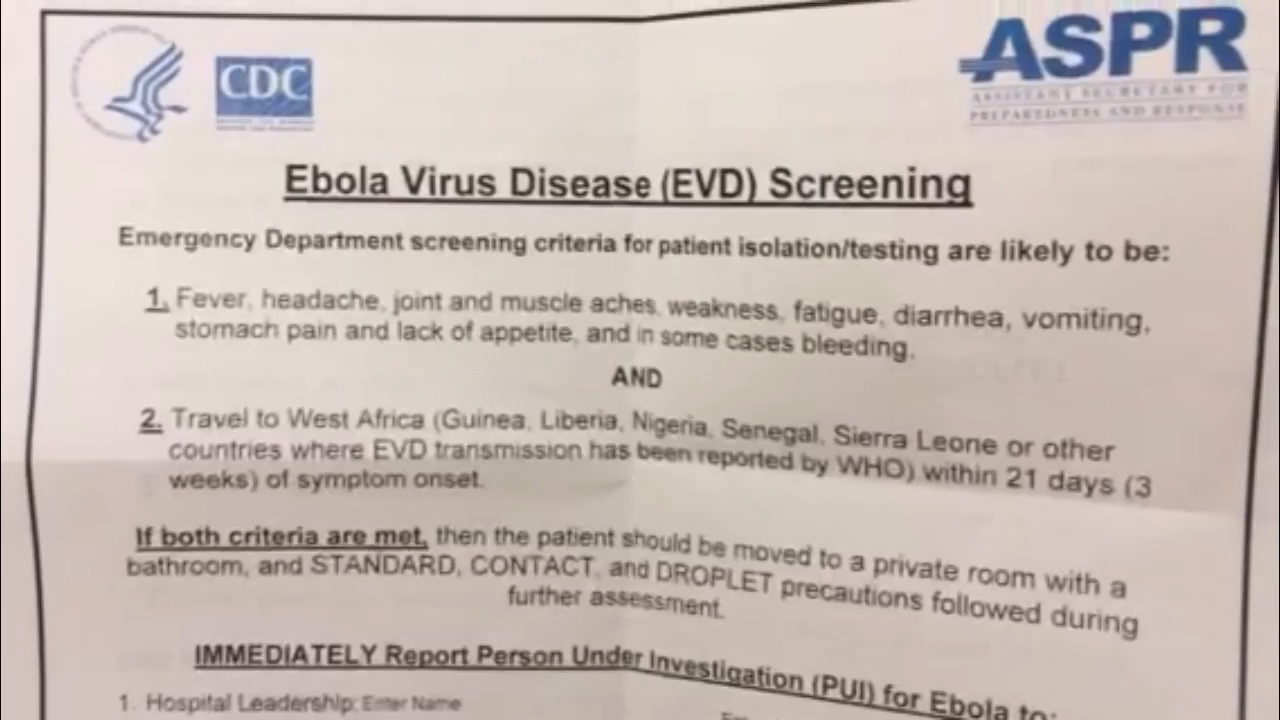 CDC
ASPR
ASSISTANT SECRETARY FOR
PREPAREDNESS AND RESPONSE
Ebola Virus Disease (EVD) Screening
Emergency Department screening criteria for patient isolation/testing are likely to be:
1. Fever, headache, joint and muscle aches, weakness, fatigue, diarrhea, vomiting,
stomach pain and lack of appetite, and in some cases bleeding.
AND
2. Travel to West Africa (Guinea, Liberia, Nigeria, Senegal, Sierra Leone or other
countries where EVD transmission has been reported by WHO) within 21 days (3
weeks) of symptom onset.
If both criteria are met, then the patient should be moved to a private room with a
bathroom, and STANDARD, CONTACT, and DROPLET precautions followed during
further assessment.
IMMEDIATELY Report Person Under Investigation (PUI) for Ebola to:
1. Hospital Leadership: Enter Name